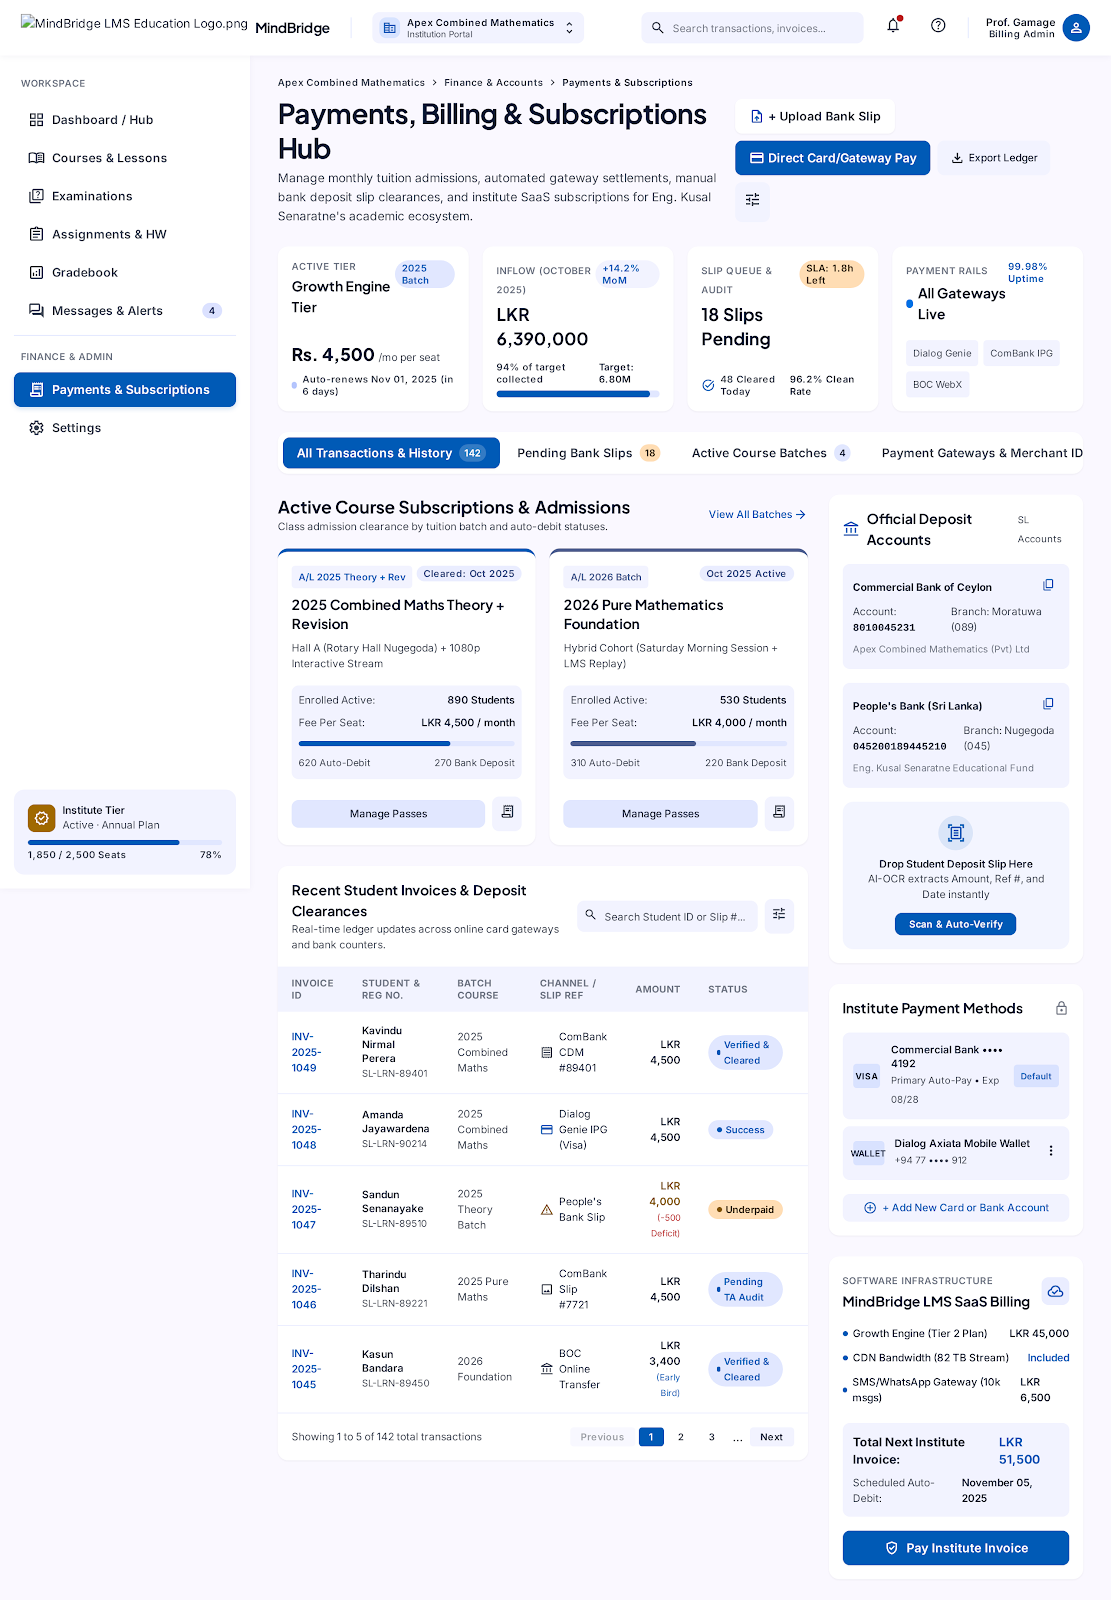 MindBridge LMS Education Logo.png
MindBridge
Apex Combined Mathematics
Institution Portal
Search transactions, invoices...
Prof. Gamage
Billing Admin
WORKSPACE
Dashboard / Hub
Courses & Lessons
Examinations
Assignments & HW
Gradebook
Messages & Alerts
4
FINANCE & ADMIN
Payments & Subscriptions
Settings
Institute Tier
Active · Annual Plan
1,850 / 2,500 Seats
78%
Apex Combined Mathematics > Finance & Accounts > Payments & Subscriptions
Payments, Billing & Subscriptions
Hub
Manage monthly tuition admissions, automated gateway settlements, manual
bank deposit slip clearances, and institute SaaS subscriptions for Eng. Kusal
Senaratne's academic ecosystem.
+ Upload Bank Slip
Direct Card/Gateway Pay
Export Ledger
ACTIVE TIER
Growth Engine
Tier
2025
Batch
Rs. 4,500 /mo per seat
Auto-renews Nov 01, 2025 (in
6 days)
INFLOW (OCTOBER
2025)
+14.2%
MoM
LKR
6,390,000
94% of target
collected
Target:
6.80M
SLIP QUEUE &
AUDIT
SLA: 1.8h
Left
18 Slips
Pending
48 Cleared
Today
96.2% Clean
Rate
PAYMENT RAILS
99.98%
Uptime
All Gateways
Live
Dialog Genie
ComBank IPG
BOC WebX
All Transactions & History 142
Pending Bank Slips 18
Active Course Batches 4
Payment Gateways & Merchant ID
Active Course Subscriptions & Admissions
Class admission clearance by tuition batch and auto-debit statuses.
View All Batches
A/L 2025 Theory + Rev
Cleared: Oct 2025
2025 Combined Maths Theory +
Revision
Hall A (Rotary Hall Nugegoda) + 1080p
Interactive Stream
Enrolled Active:
890 Students
Fee Per Seat:
LKR 4,500 / month
620 Auto-Debit
270 Bank Deposit
Manage Passes
A/L 2026 Batch
Oct 2025 Active
2026 Pure Mathematics
Foundation
Hybrid Cohort (Saturday Morning Session +
LMS Replay)
Enrolled Active:
530 Students
Fee Per Seat:
LKR 4,000 / month
310 Auto-Debit
220 Bank Deposit
Manage Passes
Recent Student Invoices & Deposit
Clearances
Real-time ledger updates across online card gateways
and bank counters.
Search Student ID or Slip #...
INVOICE
ID
STUDENT &
REG NO.
BATCH
COURSE
CHANNEL /
SLIP REF
AMOUNT
STATUS
INV-
2025-
1049
Kavindu
Nirmal
Perera
SL-LRN-89401
2025
Combined
Maths
ComBank
CDM
#89401
LKR
4,500
Verified &
Cleared
INV-
2025-
1048
Amanda
Jayawardena
SL-LRN-90214
2025
Combined
Maths
Dialog
Genie IPG
(Visa)
LKR
4,500
Success
INV-
2025-
1047
Sandun
Senanayake
SL-LRN-89510
2025
Theory
Batch
People's
Bank Slip
LKR
4,000
(-500
Deficit)
Underpaid
INV-
2025-
1046
Tharindu
Dilshan
SL-LRN-89221
2025 Pure
Maths
ComBank
Slip
#7721
LKR
4,500
Pending
TA Audit
INV-
2025-
1045
Kasun
Bandara
SL-LRN-89450
2026
Foundation
BOC
Online
Transfer
LKR
3,400
(Early
Bird)
Verified &
Cleared
Showing 1 to 5 of 142 total transactions
Previous 1 2 3 ... Next
Official Deposit
Accounts
SL
Accounts
Commercial Bank of Ceylon
Account:
8010045231
Branch: Moratuwa
(089)
Apex Combined Mathematics (Pvt) Ltd
People's Bank (Sri Lanka)
Account:
045200189445210
Branch: Nugegoda
(045)
Eng. Kusal Senaratne Educational Fund
Drop Student Deposit Slip Here
AI-OCR extracts Amount, Ref #, and
Date instantly
Scan & Auto-Verify
Institute Payment Methods
VISA
Commercial Bank ••••
4192
Primary Auto-Pay • Exp
08/28
Default
WALLET
Dialog Axiata Mobile Wallet
+94 77 •••• 912
+ Add New Card or Bank Account
SOFTWARE INFRASTRUCTURE
MindBridge LMS SaaS Billing
Growth Engine (Tier 2 Plan)
LKR 45,000
CDN Bandwidth (82 TB Stream)
Included
SMS/WhatsApp Gateway (10k
msgs)
LKR
6,500
Total Next Institute
Invoice:
LKR
51,500
Scheduled Auto-
Debit:
November 05,
2025
Pay Institute Invoice